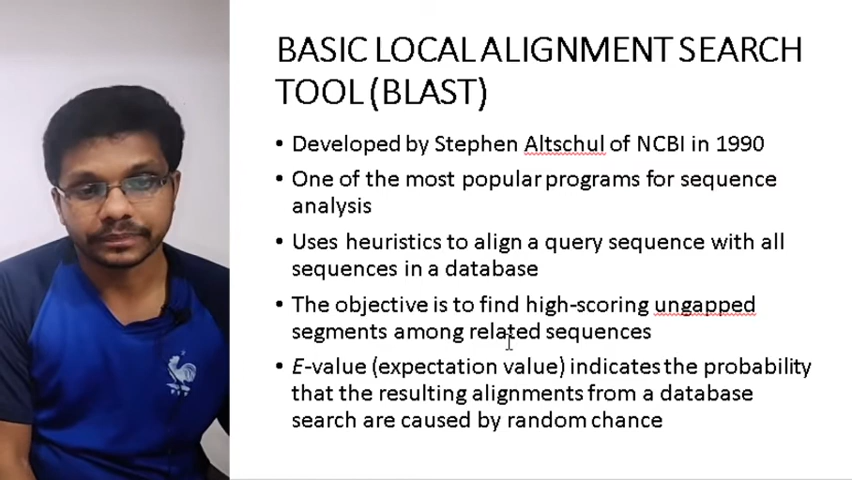 BASIC LOCAL ALIGNMENT SEARCH
TOOL (BLAST)
• Developed by Stephen Altschul of NCBI in 1990
• One of the most popular programs for sequence
analysis
• Uses heuristics to align a query sequence with all
sequences in a database
• The objective is to find high-scoring ungapped
segments among related sequences
• E-value (expectation value) indicates the probability
that the resulting alignments from a database
search are caused by random chance